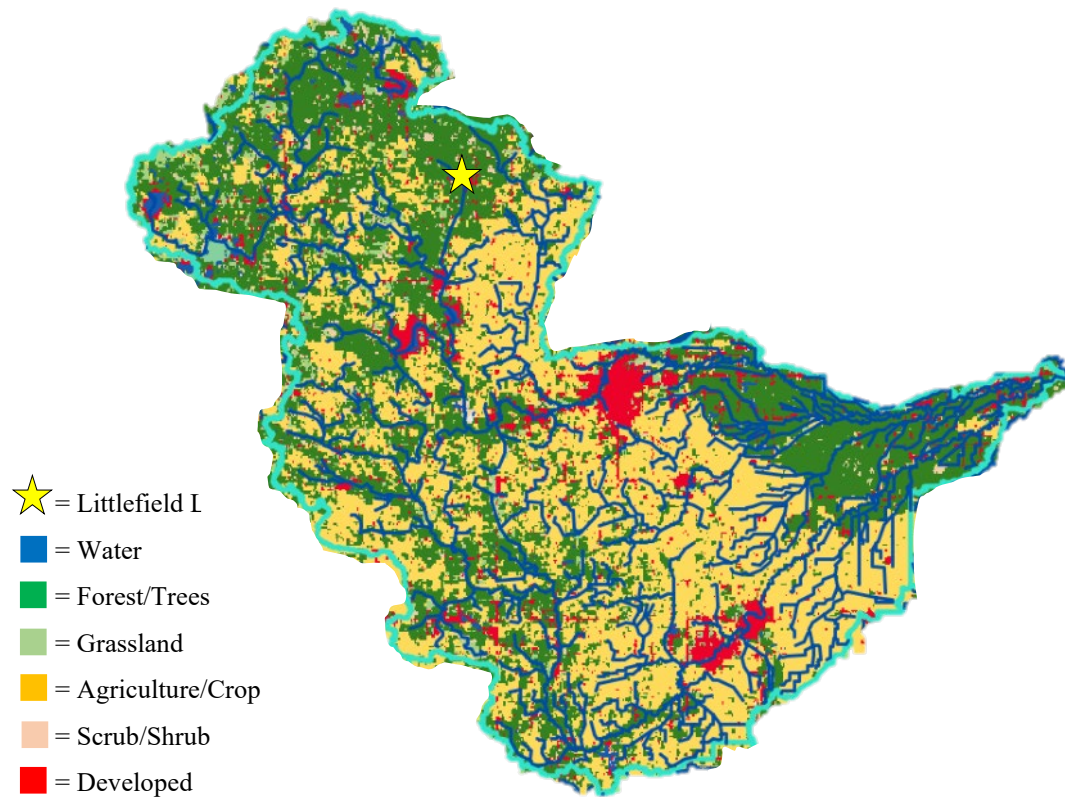 = Littlefield L
= Water
= Forest/Trees
= Grassland
= Agriculture/Crop
= Scrub/Shrub
= Developed